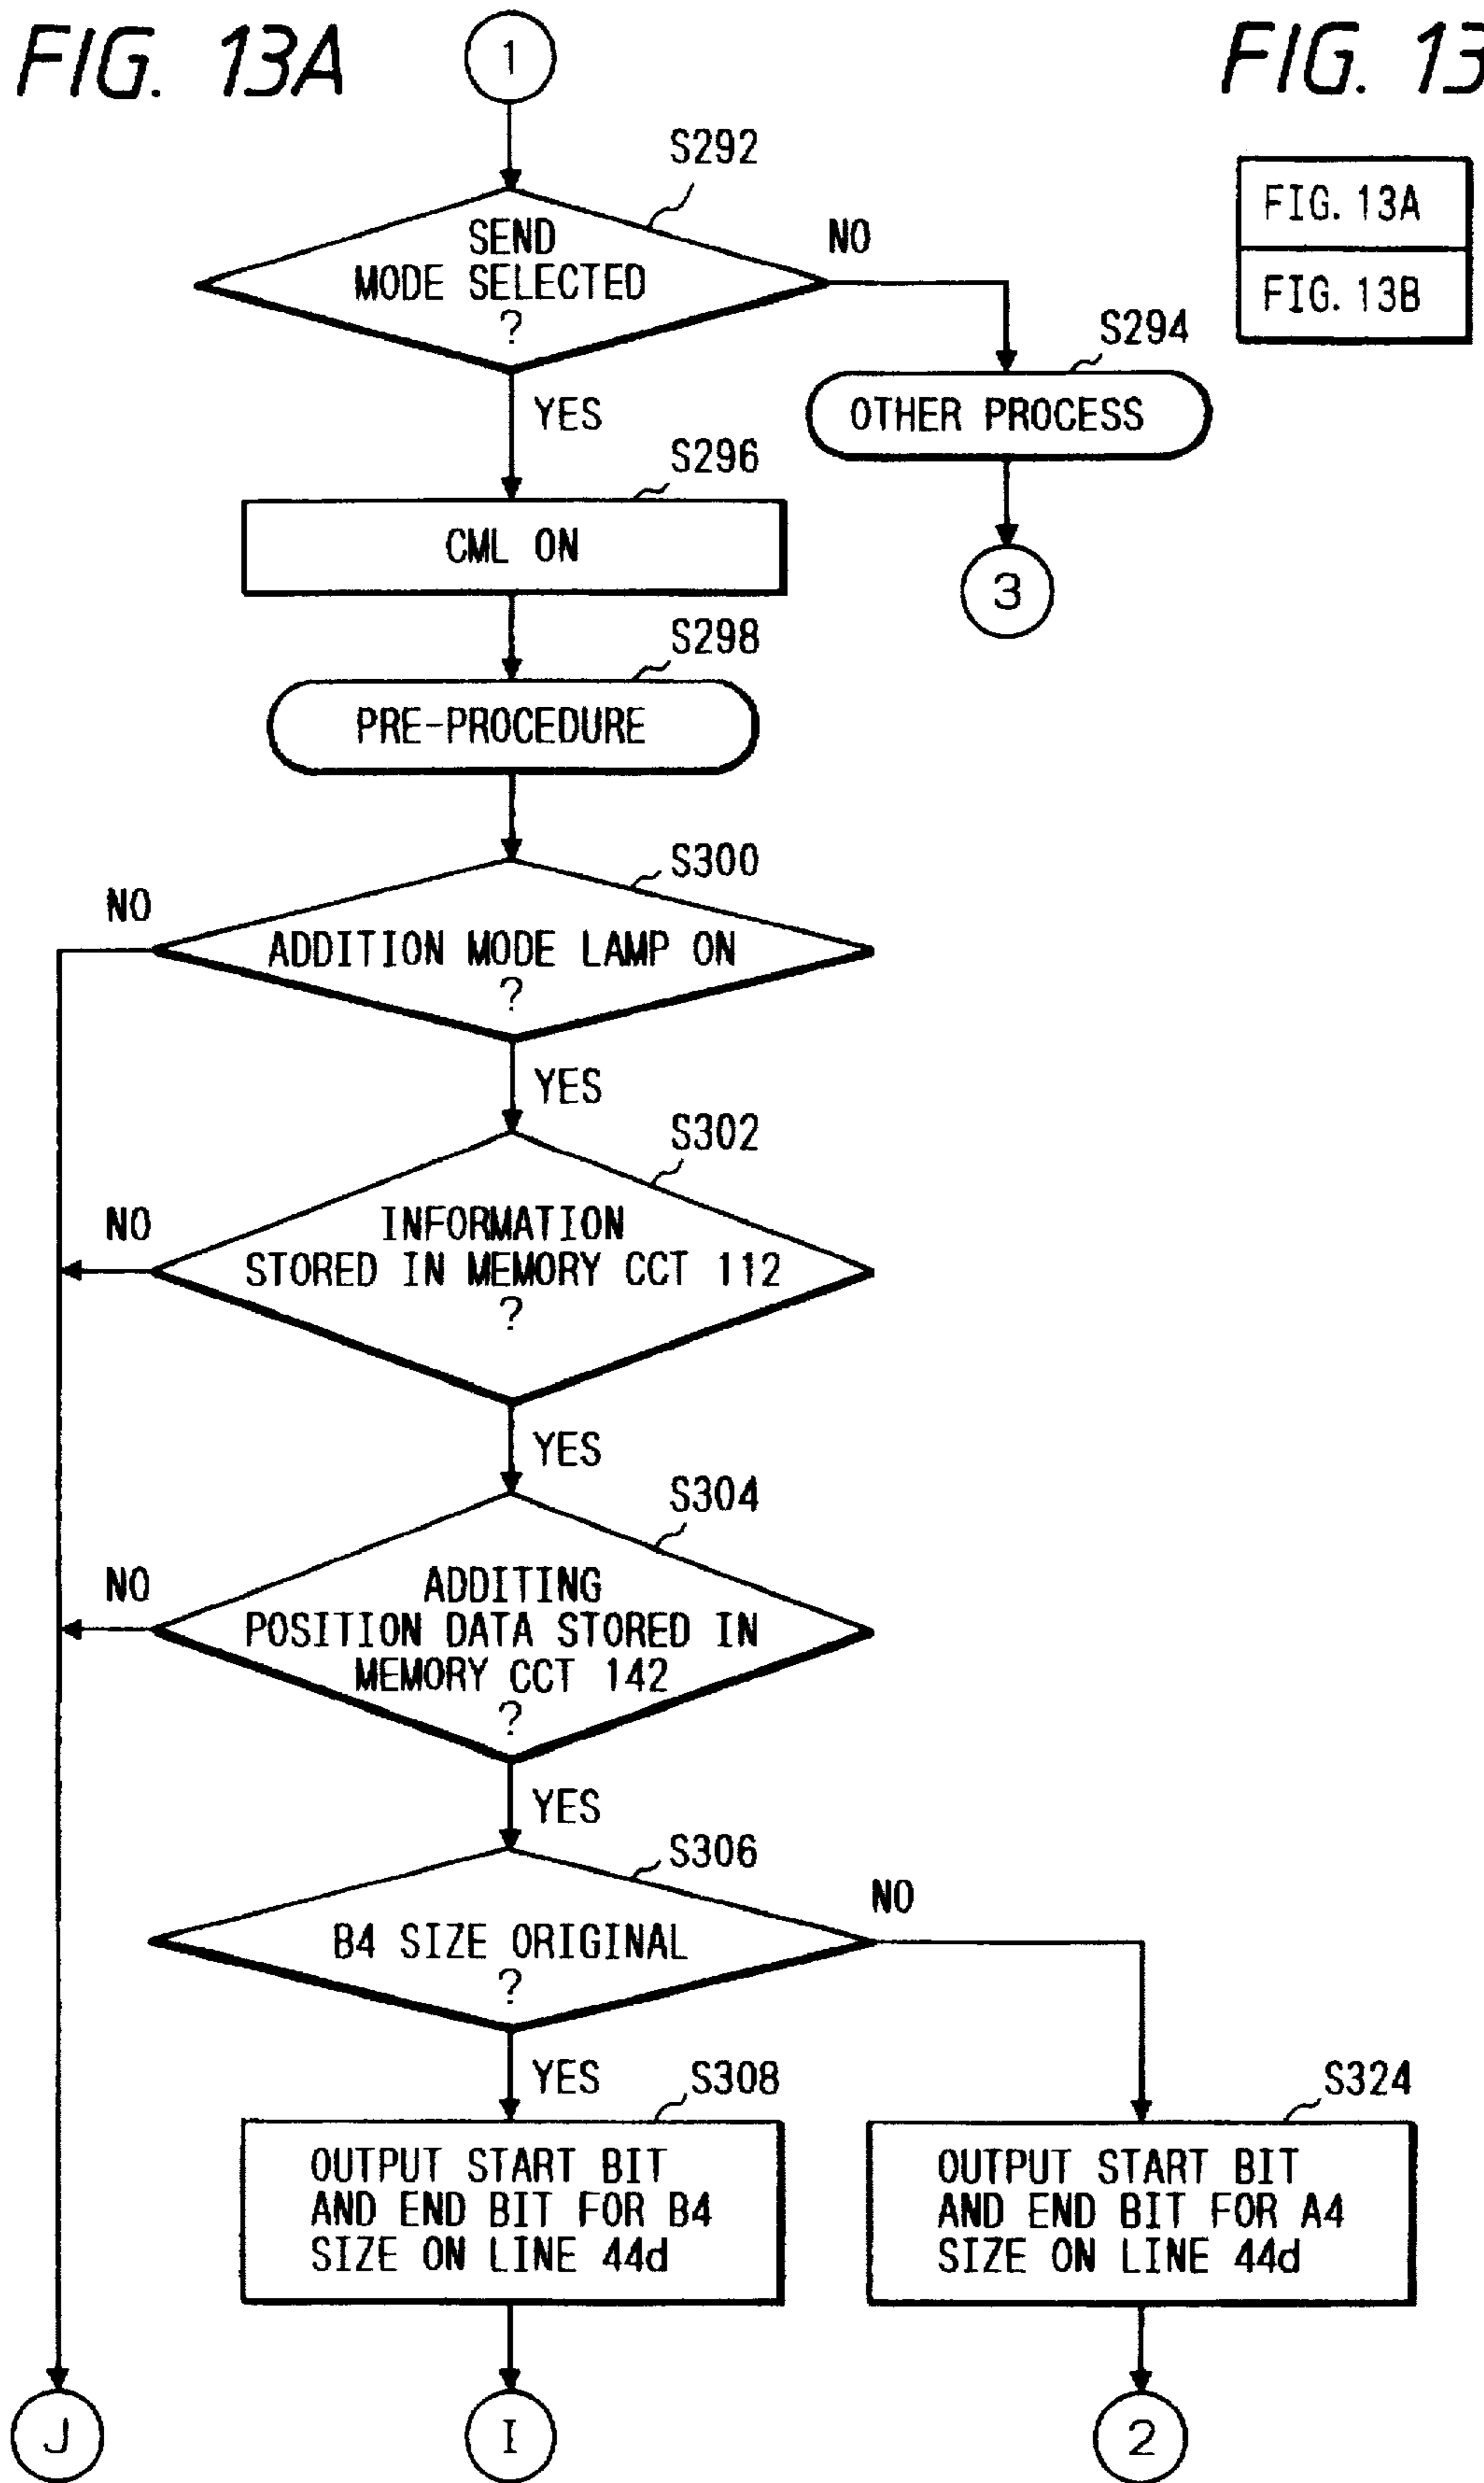 FIG. 13A
1
FIG. 13
FIG. 13A
FIG. 13B
S292
SEND
MODE SELECTED
?
NO
YES
S294
OTHER PROCESS
3
S296
CML ON
S298
PRE-PROCEDURE
S300
NO
ADDITION MODE LAMP ON
?
YES
S302
NO
INFORMATION
STORED IN MEMORY CCT 112
?
YES
S304
NO
ADDITING
POSITION DATA STORED IN
MEMORY CCT 142
?
YES
S306
NO
B4 SIZE ORIGINAL
?
YES
S308
OUTPUT START BIT
AND END BIT FOR B4
SIZE ON LINE 44d
S324
OUTPUT START BIT
AND END BIT FOR A4
SIZE ON LINE 44d
J
I
2